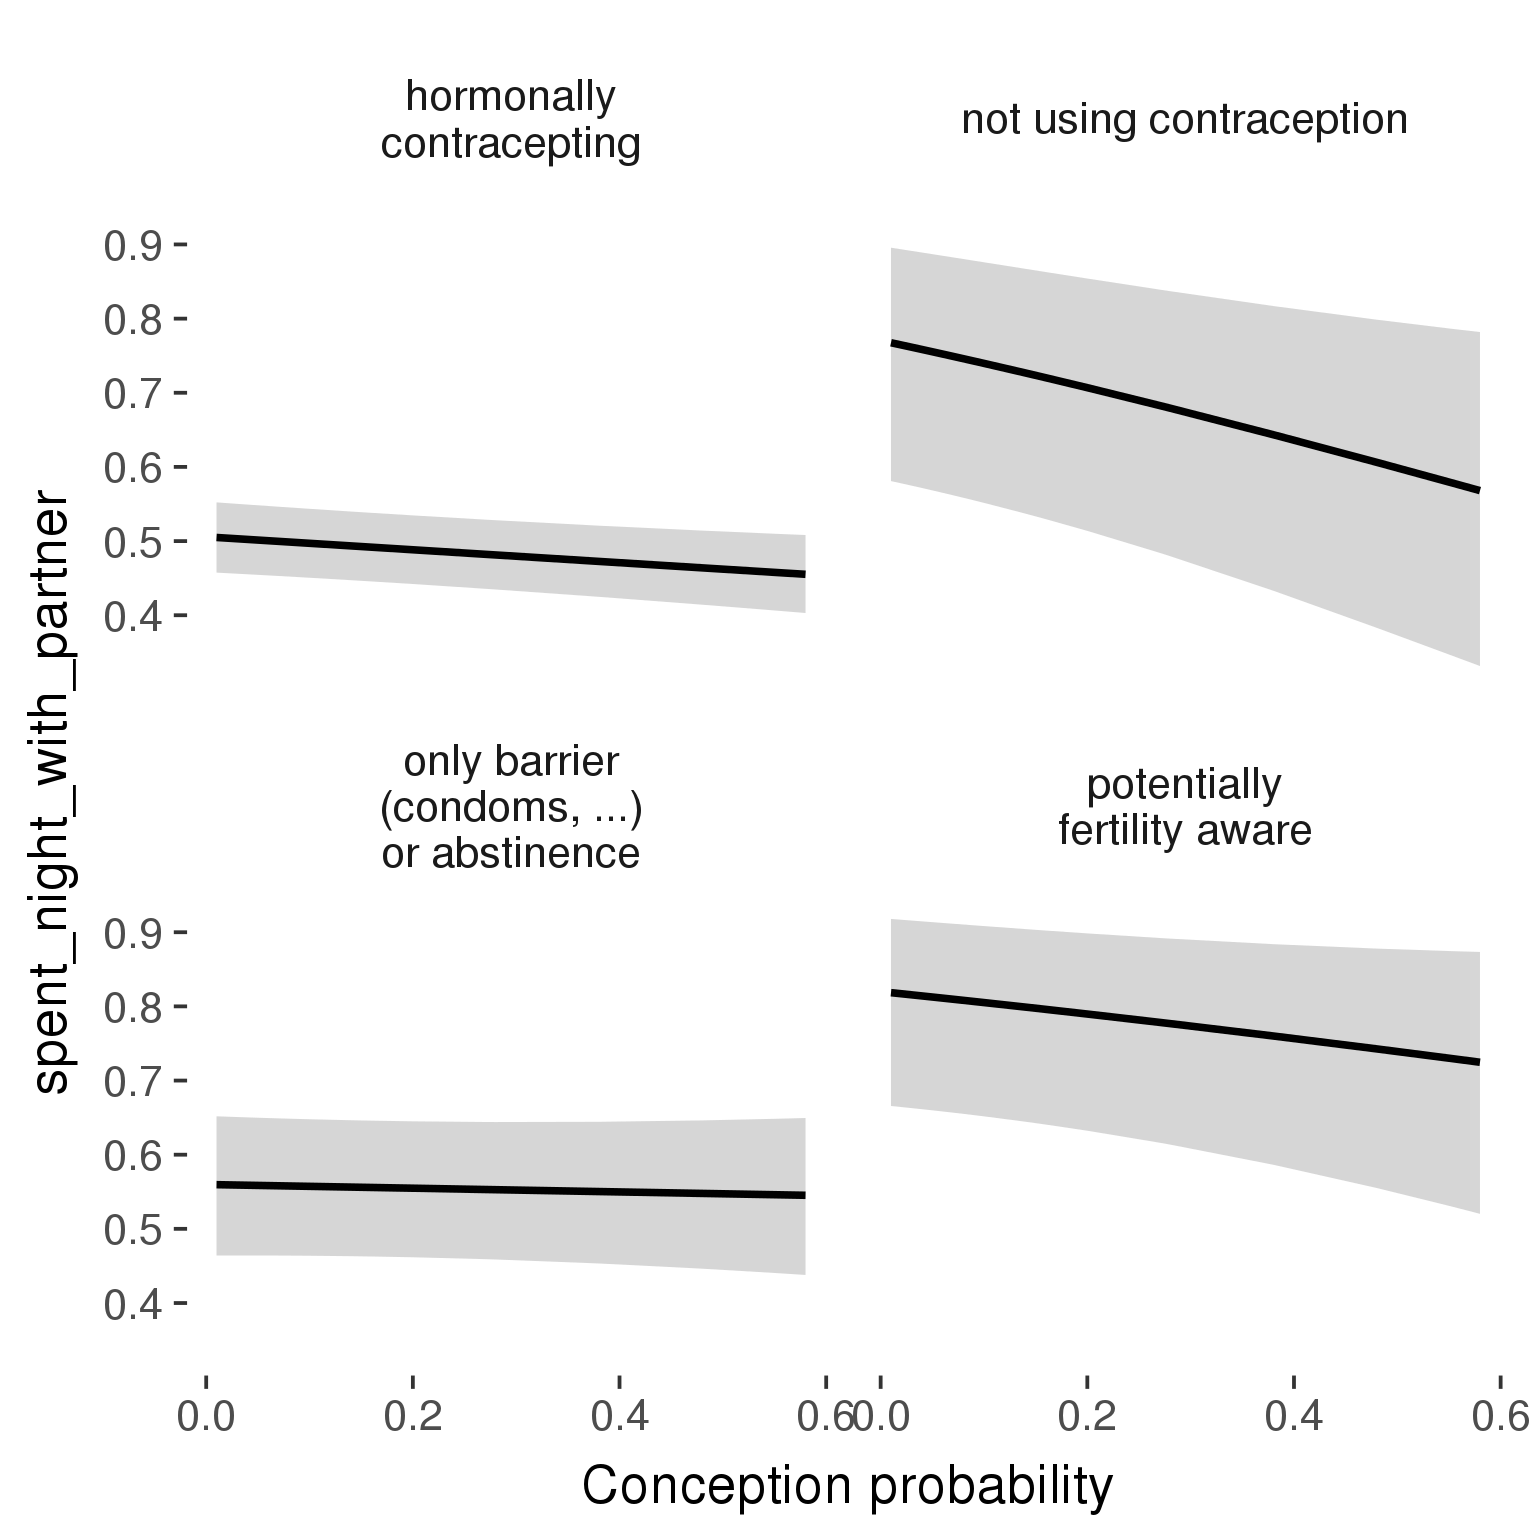 hormonally
contracepting
not using contraception
0.9
0.8
0.7
0.6
0.5
0.4
spent_night_with_partner
only barrier
(condoms, ...)
or abstinence
potentially
fertility aware
0.9
0.8
0.7
0.6
0.5
0.4
0.0 0.2 0.4 0.6 0.0 0.2 0.4 0.6
Conception probability